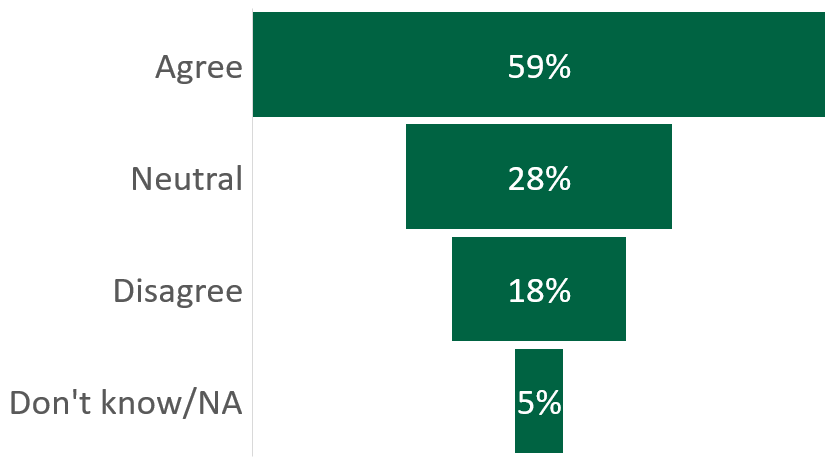 Agree 59%
Neutral 28%
Disagree 18%
Don't know/NA 5%